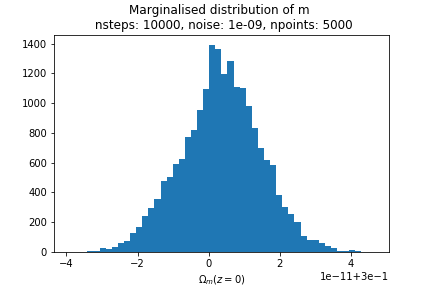 Marginalised distribution of m
nsteps: 10000, noise: 1e-09, npoints: 5000
1400
1200
1000
800
600
400
200
0
−4 −2 0 2 4
1e−11+3e−1
Ωm(z = 0)